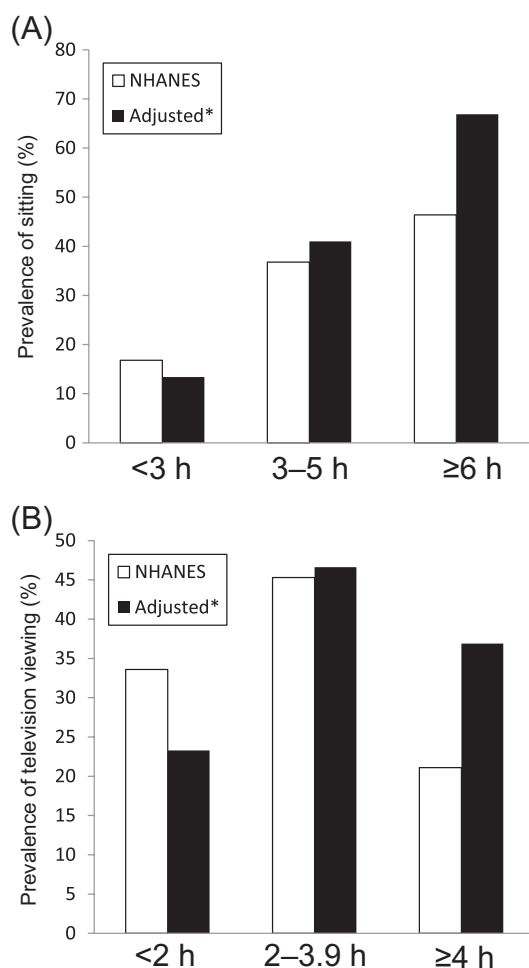 (A)
Prevalence of sitting (%)
80
70
60
50
40
30
20
10
0
NHANES
Adjusted*
<3 h 3–5 h ≥6 h
(B)
Prevalence of television viewing (%)
50
45
40
35
30
25
20
15
10
5
0
NHANES
Adjusted*
<2 h 2–3.9 h ≥4 h